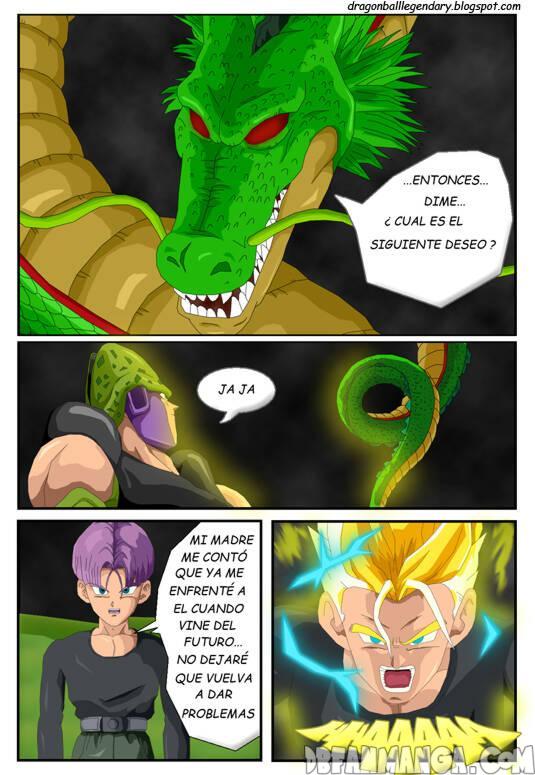 dragonballlegendary.blogspot.com
...ENTONCES...
DIME...
¿ CUAL ES EL
SIGUIENTE DESEO ?
JA JA
MI MADRE
ME CONTÓ
QUE YA ME
ENFRENTÉ A
EL CUANDO
VINE DEL
FUTURO...
NO DEJARÉ
QUE VUELVA
A DAR
PROBLEMAS
DBFANMANGA.COM